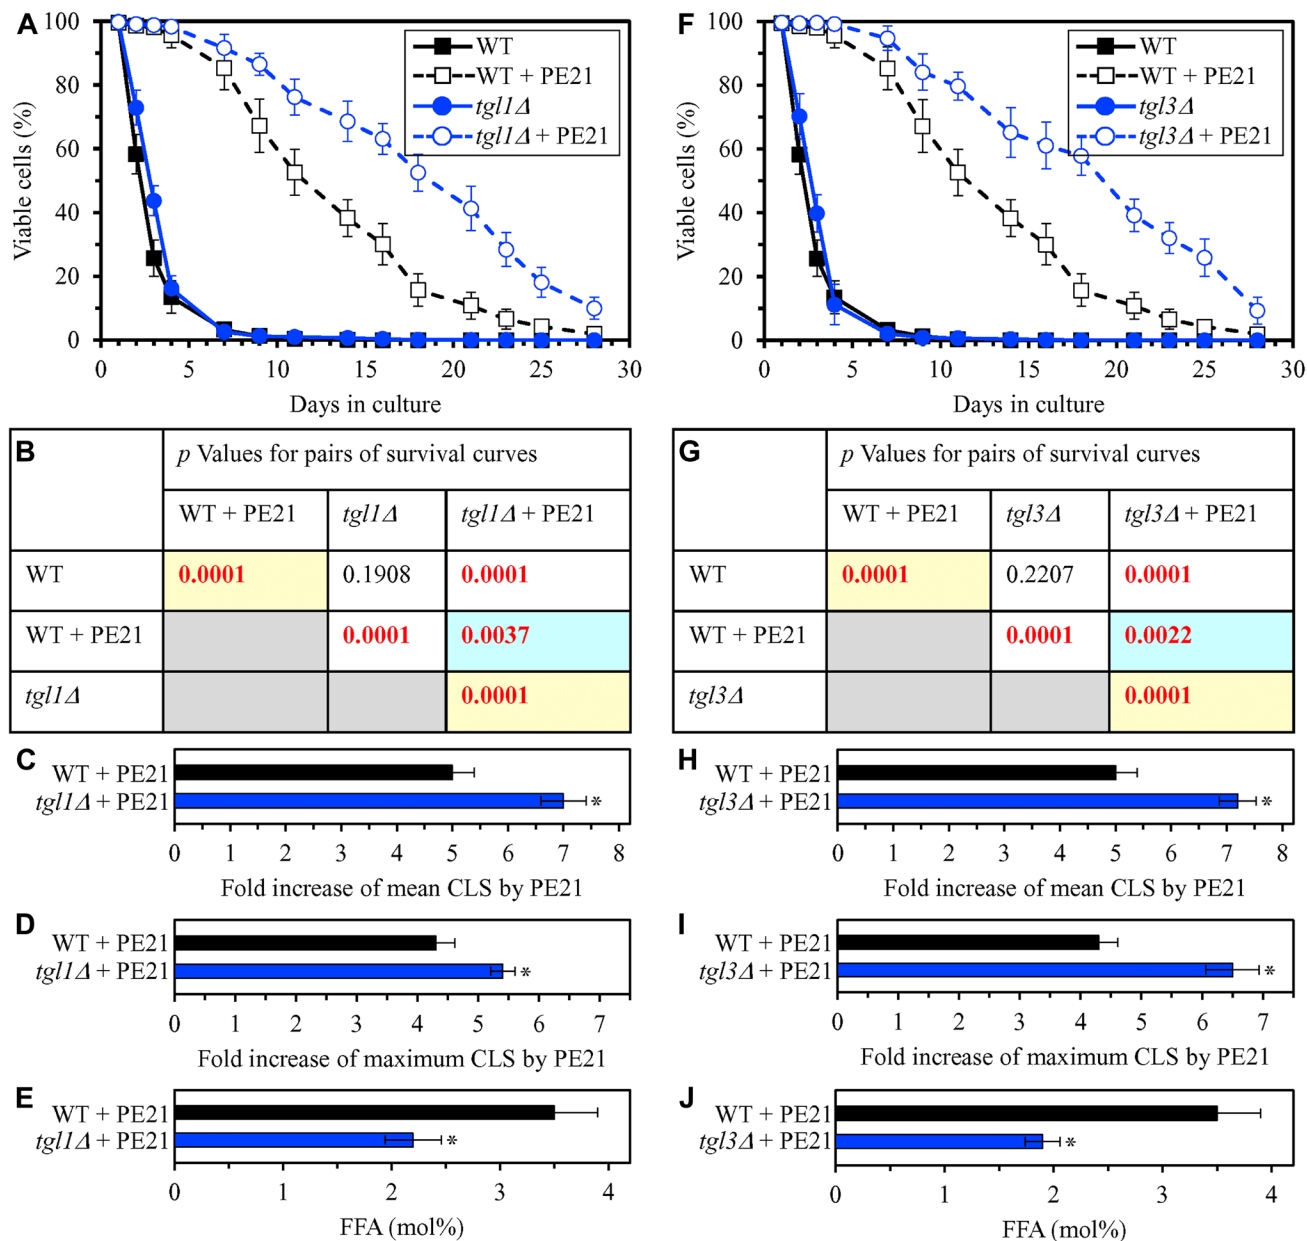 A
Viable cells (%)
100
80
60
40
20
0
WT
WT + PE21
tgl1Δ
tgl1Δ + PE21
0 5 10 15 20 25 30
Days in culture
B
p Values for pairs of survival curves
WT + PE21 tgl1Δ tgl1Δ + PE21
WT 0.0001 0.1908 0.0001
WT + PE21 0.0001 0.0037
tgl1Δ 0.0001
C
WT + PE21
tgl1Δ + PE21 *
0 1 2 3 4 5 6 7 8
Fold increase of mean CLS by PE21
D
WT + PE21
tgl1Δ + PE21 *
0 1 2 3 4 5 6 7
Fold increase of maximum CLS by PE21
E
WT + PE21
tgl1Δ + PE21 *
0 1 2 3 4
FFA (mol%)
F
Viable cells (%)
100
80
60
40
20
0
WT
WT + PE21
tgl3Δ
tgl3Δ + PE21
0 5 10 15 20 25 30
Days in culture
G
p Values for pairs of survival curves
WT + PE21 tgl3Δ tgl3Δ + PE21
WT 0.0001 0.2207 0.0001
WT + PE21 0.0001 0.0022
tgl3Δ 0.0001
H
WT + PE21
tgl3Δ + PE21 *
0 1 2 3 4 5 6 7 8
Fold increase of mean CLS by PE21
I
WT + PE21
tgl3Δ + PE21 *
0 1 2 3 4 5 6 7
Fold increase of maximum CLS by PE21
J
WT + PE21
tgl3Δ + PE21 *
0 1 2 3 4
FFA (mol%)